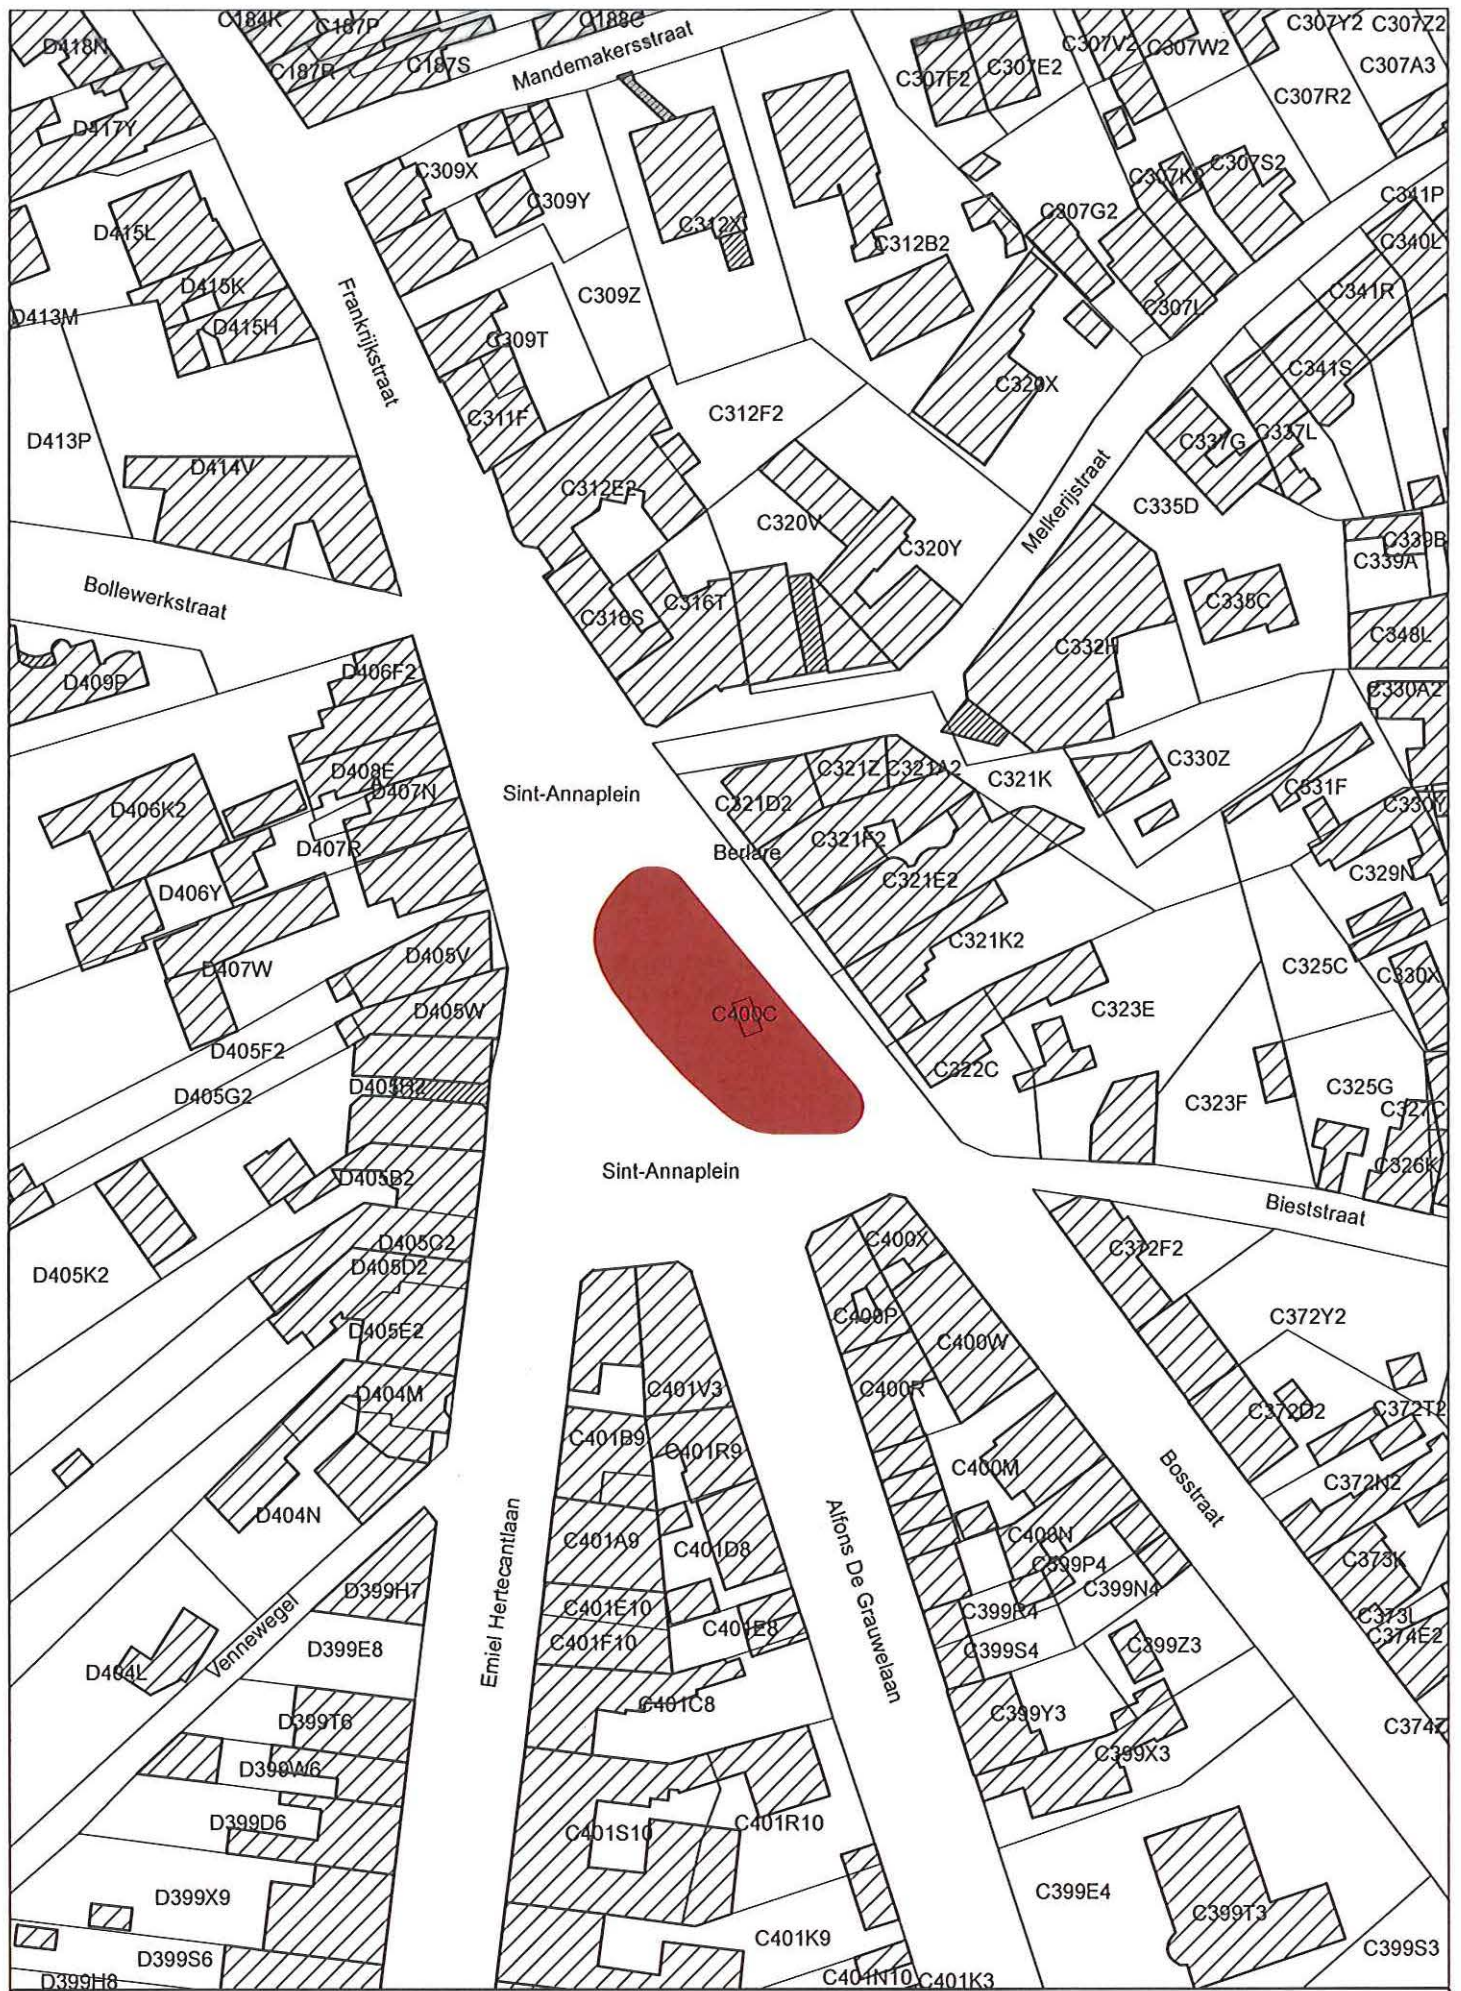 C184K
C187P
C188C
D418N
C187R
C187S
Mandemakersstraat
C307V2
C307W2
C307Y2
C307Z2
C307F2
C307E2
C307A3
C307R2
D417Y
C309X
C309Y
C307S2
C341P
D415L
C312X
C307G2
C312B2
C340L
D415K
C309Z
C341R
D413M
D415H
C307L
Frankrijkstraat
C309T
C341S
C320X
C311F
C312F2
D413P
C337G
C337L
D414V
C312E2
C335D
Melkerijstraat
C320V
C320Y
C339B
C339A
Bollewerkstraat
C316S
C316T
C335C
C348L
C332H
D409P
D406F2
C330A2
D408E
D407N
C321Z
C321A2
C321K
C330Z
C331F
Sint-Annaplein
C321D2
C330Y
D406K2
D407R
C321F2
Berlare
C321E2
C329N
D406Y
C321K2
D405V
D407W
C325C
C330X
D405W
C400C
C323E
D405F2
C322C
D405G2
D405H2
C323F
C325G
C327C
Sint-Annaplein
D405B2
C326K
Bieststraat
D405C2
C400X
C372F2
D405K2
D405D2
C400P
C372Y2
D405E2
C400W
D404M
C401V3
C400R
C372D2
C372T2
C401B9
C401R9
C400M
Bosstraat
C372N2
D404N
C401A9
C401D8
C400N
C399P4
C399N4
C373K
Emiel Hertecantlaan
Alfons De Grauwelaan
D399H7
C401E10
C399R4
C373L
Vennewegel
D399E8
C401F10
C401E8
C399S4
C399Z3
C374E2
D404L
C401C8
C399Y3
D399T6
C374Z
C399X3
D399W6
D399D6
C401S10
C401R10
D399X9
C399E4
C399T3
C401K9
D399S6
C399S3
D399H8
C401N10
C401K3